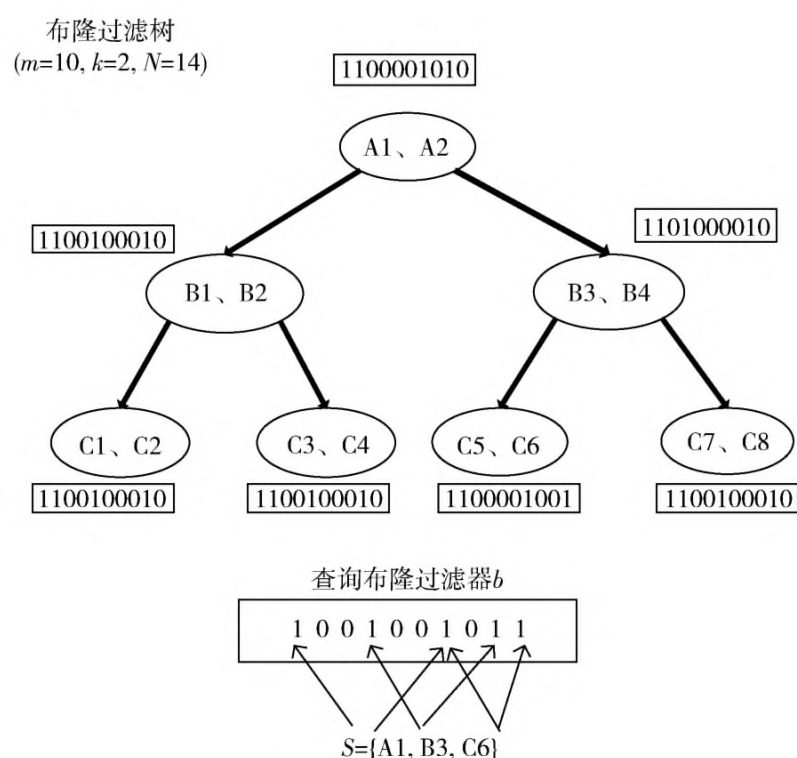 布隆过滤树
(m=10, k=2, N=14)
1100001010
A1、A2
1100100010
1101000010
B1、B2
B3、B4
C1、C2
C3、C4
C5、C6
C7、C8
1100100010
1100100010
1100001001
1100100010
查询布隆过滤器b
1 0 0 1 0 0 1 0 1 1
S={A1, B3, C6}